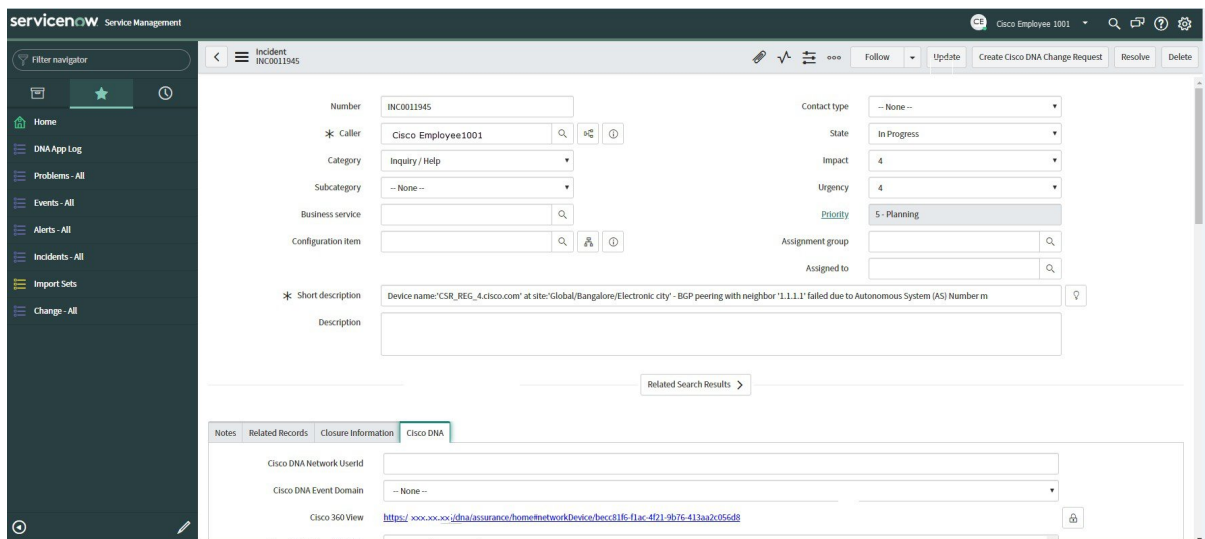 servicenow Service Management
CE Cisco Employee 1001
Filter navigator
Incident
INC0011945
Follow
Update
Create Cisco DNA Change Request
Resolve
Delete
Home
DNA App Log
Problems - All
Events - All
Alerts - All
Incidents - All
Import Sets
Change - All
Number INC0011945
Contact type -- None --
Caller Cisco Employee1001
State In Progress
Category Inquiry / Help
Impact 4
Subcategory -- None --
Urgency 4
Business service
Priority 5 - Planning
Configuration item
Assignment group
Assigned to
Short description Device name:'CSR_REG_4.cisco.com' at site:'Global/Bangalore/Electronic city' - BGP peering with neighbor '1.1.1.1' failed due to Autonomous System (AS) Number m
Description
Related Search Results
Notes Related Records Closure Information Cisco DNA
Cisco DNA Network UserId
Cisco DNA Event Domain -- None --
Cisco 360 View https:/ xxx.xx.xx:/dna/assurance/home#networkDevice/becc81f6-f1ac-4f21-9b76-413aa2c056d8